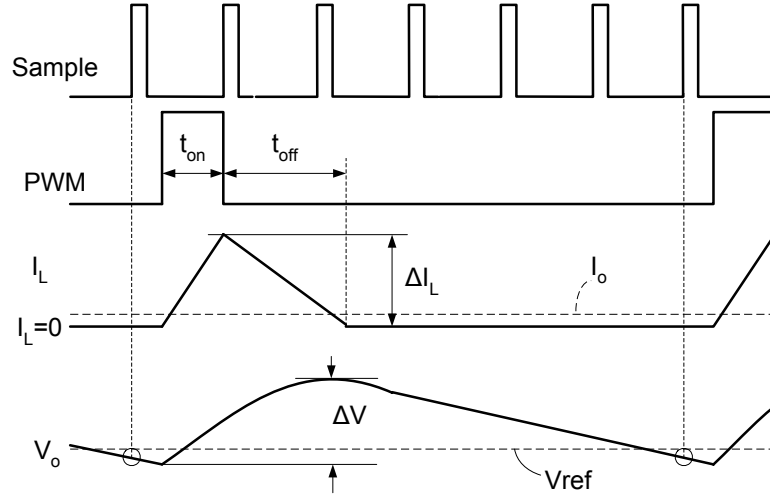 Sample
t_on
t_off
PWM
I_L
ΔI_L
I_o
I_L=0
ΔV
V_o
Vref